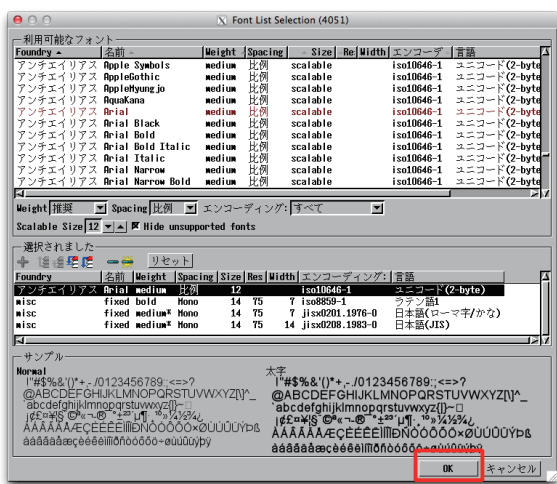 Font List Selection (4051)
利用可能なフォント
Foundry 名前 Weight Spacing Size Re Width エンコーデ 言語
アンチエイリアス Apple Symbols medium 比例 scalable iso10646-1 ユニコード(2-byte
アンチエイリアス AppleGothic medium 比例 scalable iso10646-1 ユニコード(2-byte
アンチエイリアス AppleMyungjo medium 比例 scalable iso10646-1 ユニコード(2-byte
アンチエイリアス AquaKana medium 比例 scalable iso10646-1 ユニコード(2-byte
アンチエイリアス Arial medium 比例 scalable iso10646-1 ユニコード(2-byte
アンチエイリアス Arial Black medium 比例 scalable iso10646-1 ユニコード(2-byte
アンチエイリアス Arial Bold medium 比例 scalable iso10646-1 ユニコード(2-byte
アンチエイリアス Arial Bold Italic medium 比例 scalable iso10646-1 ユニコード(2-byte
アンチエイリアス Arial Italic medium 比例 scalable iso10646-1 ユニコード(2-byte
アンチエイリアス Arial Narrow medium 比例 scalable iso10646-1 ユニコード(2-byte
アンチエイリアス Arial Narrow Bold medium 比例 scalable iso10646-1 ユニコード(2-byte
Weight 推奨 Spacing 比例 エンコーディング: すべて
Scalable Size 12 Hide unsupported fonts
選択されました
リセット
Foundry 名前 Weight Spacing Size Res Width エンコーディング: 言語
アンチエイリアス Arial medium 比例 12 iso10646-1 ユニコード(2-byte)
misc fixed bold Mono 14 75 7 iso8859-1 ラテン語1
misc fixed medium* Mono 14 75 7 jisx0201.1976-0 日本語(ローマ字/かな)
misc fixed medium* Mono 14 75 14 jisx0208.1983-0 日本語(JIS)
サンプル
Normal 太字
!"#$%&'()*+,-./0123456789:;<=>? !"#$%&'()*+,-./0123456789:;<=>?
@ABCDEFGHIJKLMNOPQRSTUVWXYZ[\]^_ @ABCDEFGHIJKLMNOPQRSTUVWXYZ[\]^_
`abcdefghijklmnopqrstuvwxyz{|}~ `abcdefghijklmnopqrstuvwxyz{|}~
OK キャンセル